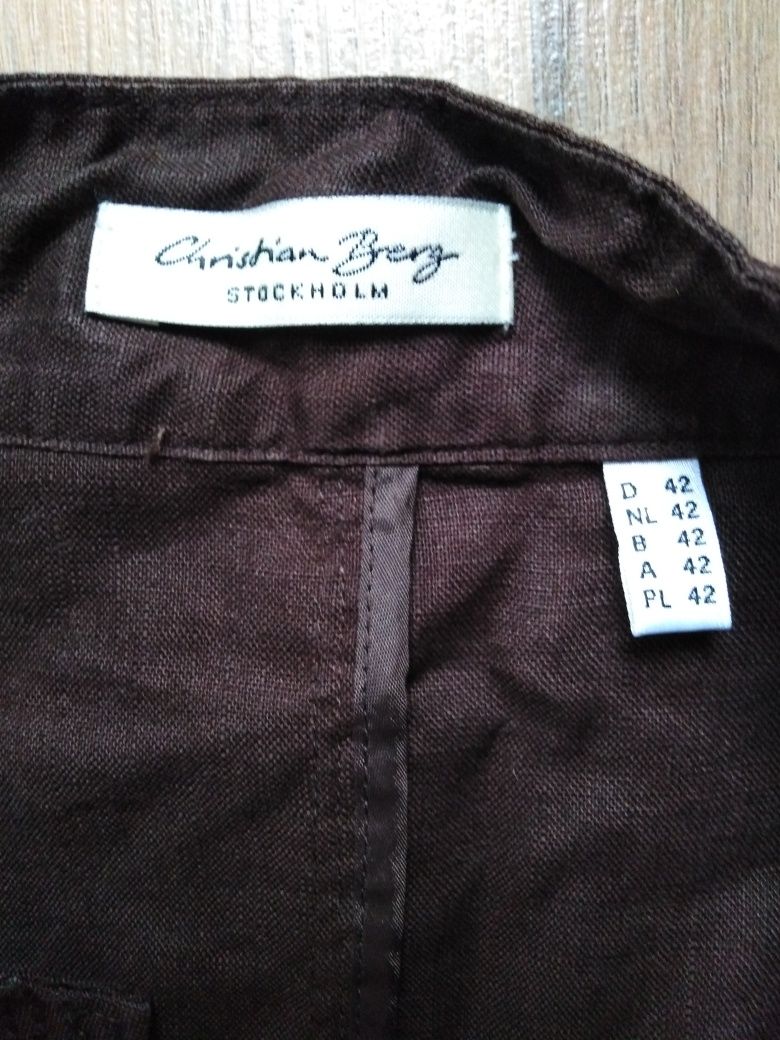 Christian Berg
STOCKHOLM
D 42
NL 42
B 42
A 42
PL 42